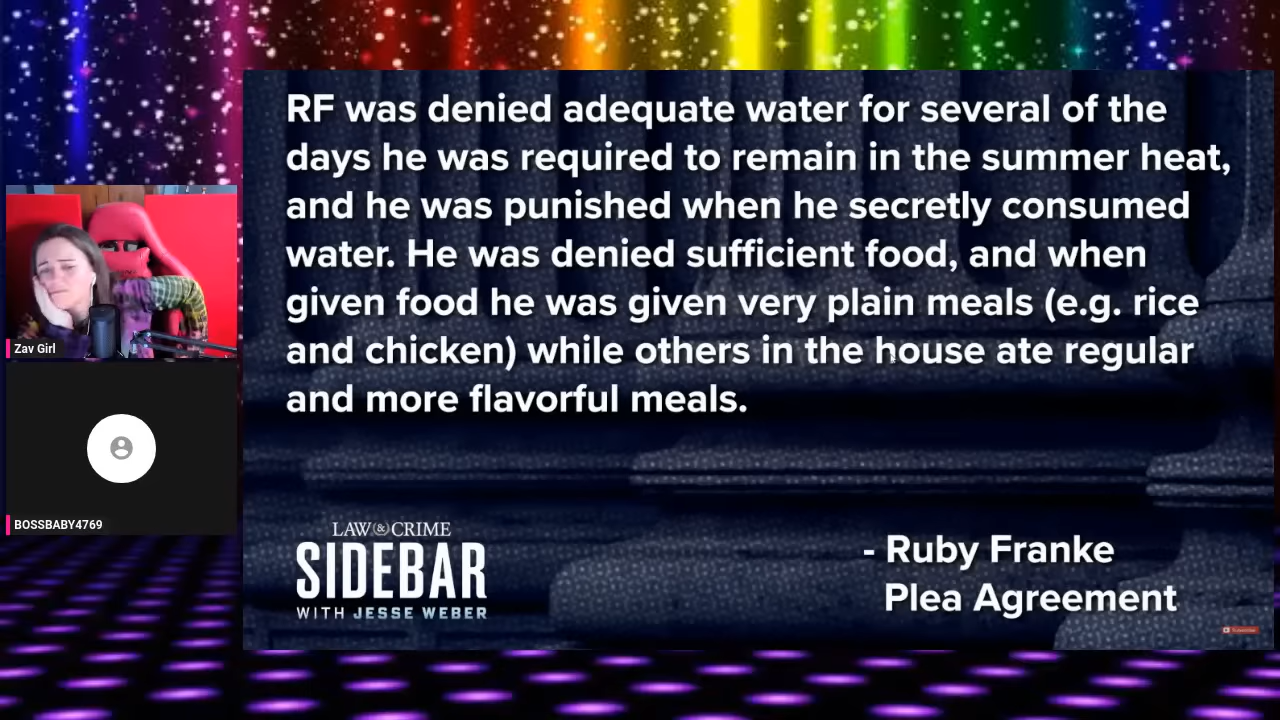 RF was denied adequate water for several of the
days he was required to remain in the summer heat,
and he was punished when he secretly consumed
water. He was denied sufficient food, and when
given food he was given very plain meals (e.g. rice
and chicken) while others in the house ate regular
and more flavorful meals.
Zav Girl
BOSSBABY4769
LAW & CRIME
SIDEBAR
WITH JESSE WEBER
- Ruby Franke
Plea Agreement